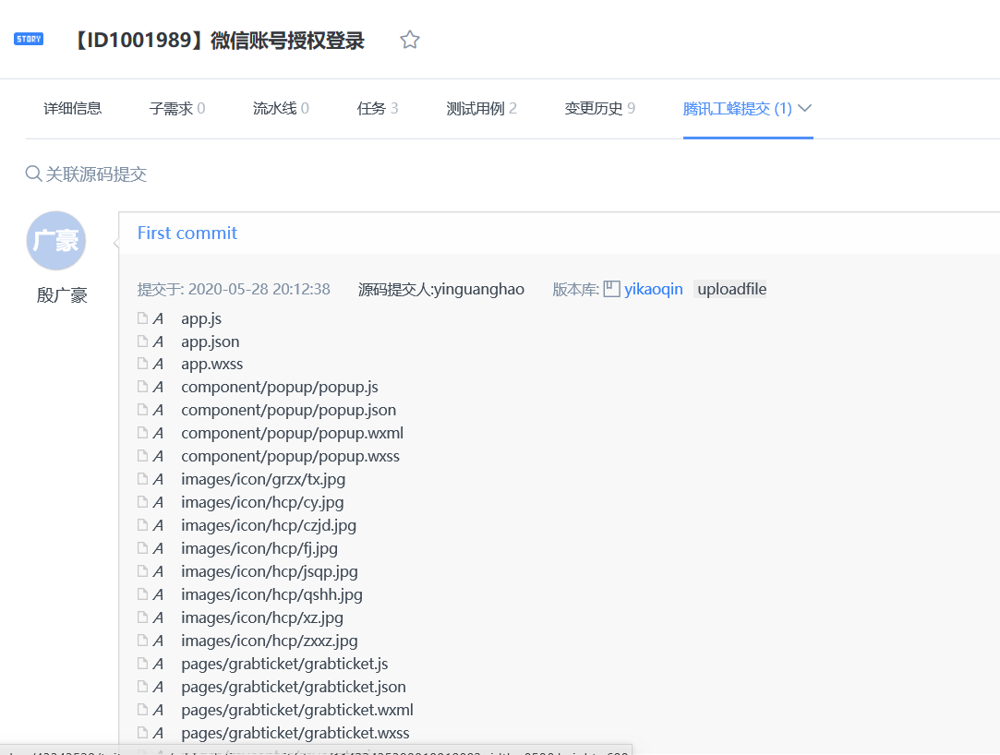 STORY 【ID1001989】微信账号授权登录
详细信息 子需求 0 流水线 0 任务 3 测试用例 2 变更历史 9 腾讯工蜂提交 (1)
关联源码提交
广豪
殷广豪
First commit
提交于: 2020-05-28 20:12:38 源码提交人:yinguanghao 版本库: yikaoqin uploadfile
A app.js
A app.json
A app.wxss
A component/popup/popup.js
A component/popup/popup.json
A component/popup/popup.wxml
A component/popup/popup.wxss
A images/icon/grzx/tx.jpg
A images/icon/hcp/cy.jpg
A images/icon/hcp/czjd.jpg
A images/icon/hcp/fj.jpg
A images/icon/hcp/jsqp.jpg
A images/icon/hcp/qshh.jpg
A images/icon/hcp/xz.jpg
A images/icon/hcp/zxxz.jpg
A pages/grabticket/grabticket.js
A pages/grabticket/grabticket.json
A pages/grabticket/grabticket.wxml
A pages/grabticket/grabticket.wxss